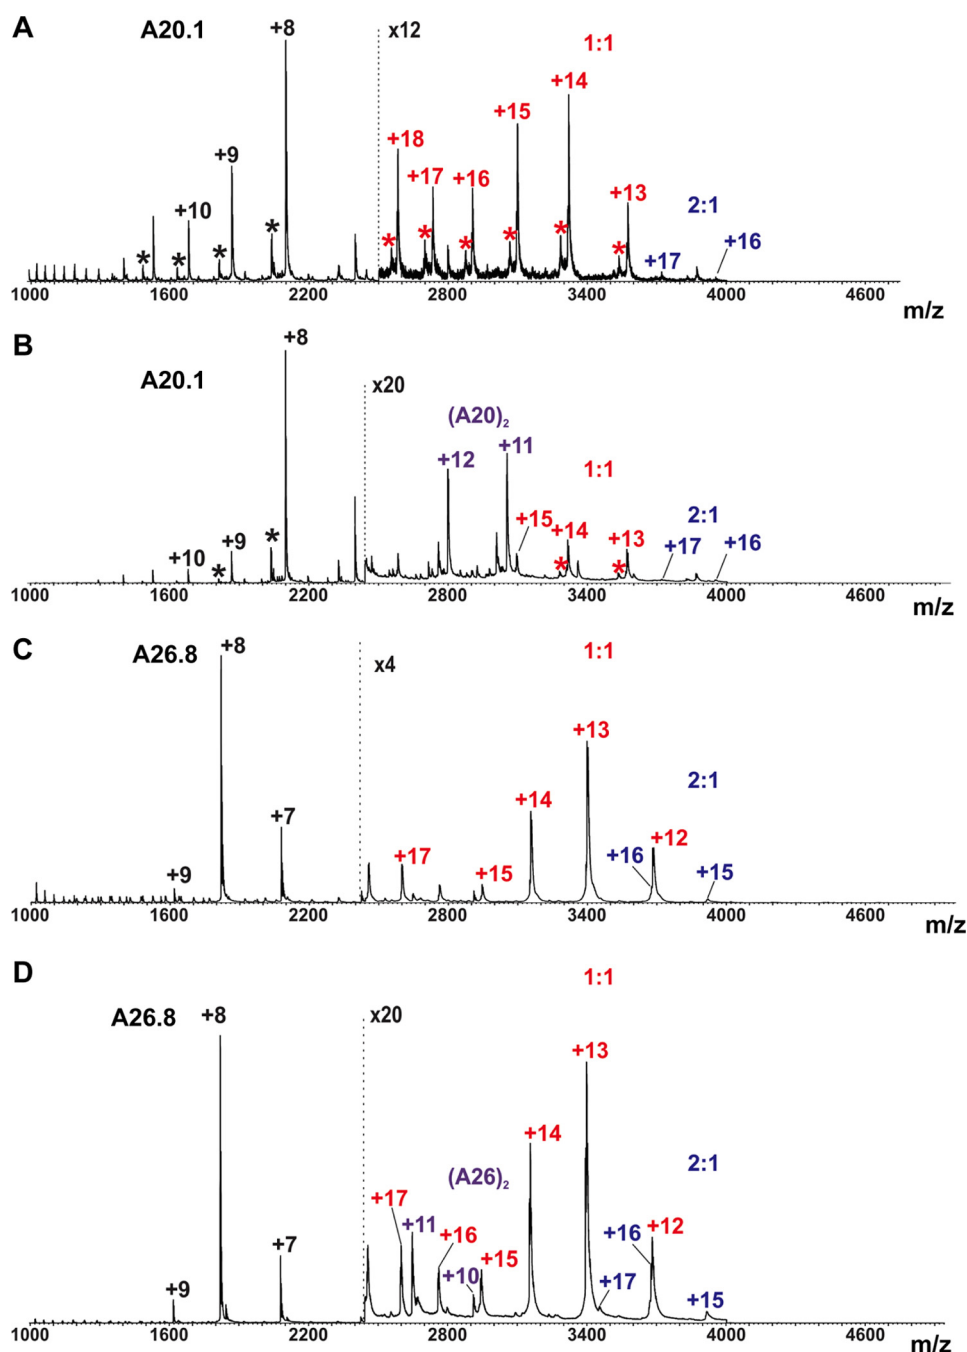 A
A20.1
+8
x12
1:1
+14
+15
+18
+9
+17
+16
+10
+13
2:1
+16
* * * *
* * * * * *
+17
1000 1600 2200 2800 3400 4000 4600
m/z
B
+8
A20.1
x20
(A20)₂
+12
+11
1:1
2:1
+15
+14
+13
+17
+16
+10
+9
* *
* *
1000 1600 2200 2800 3400 4000 4600
m/z
C
A26.8
+8
x4
1:1
+13
2:1
+14
+7
+12
+16
+17
+15
+9
+15
1000 1600 2200 2800 3400 4000 4600
m/z
D
1:1
A26.8
+8
x20
+13
+14
2:1
(A26)₂
+17
+11
+16
+12
+16
+7
+15
+10
+9
+17
+15
1000 1600 2200 2800 3400 4000 4600
m/z